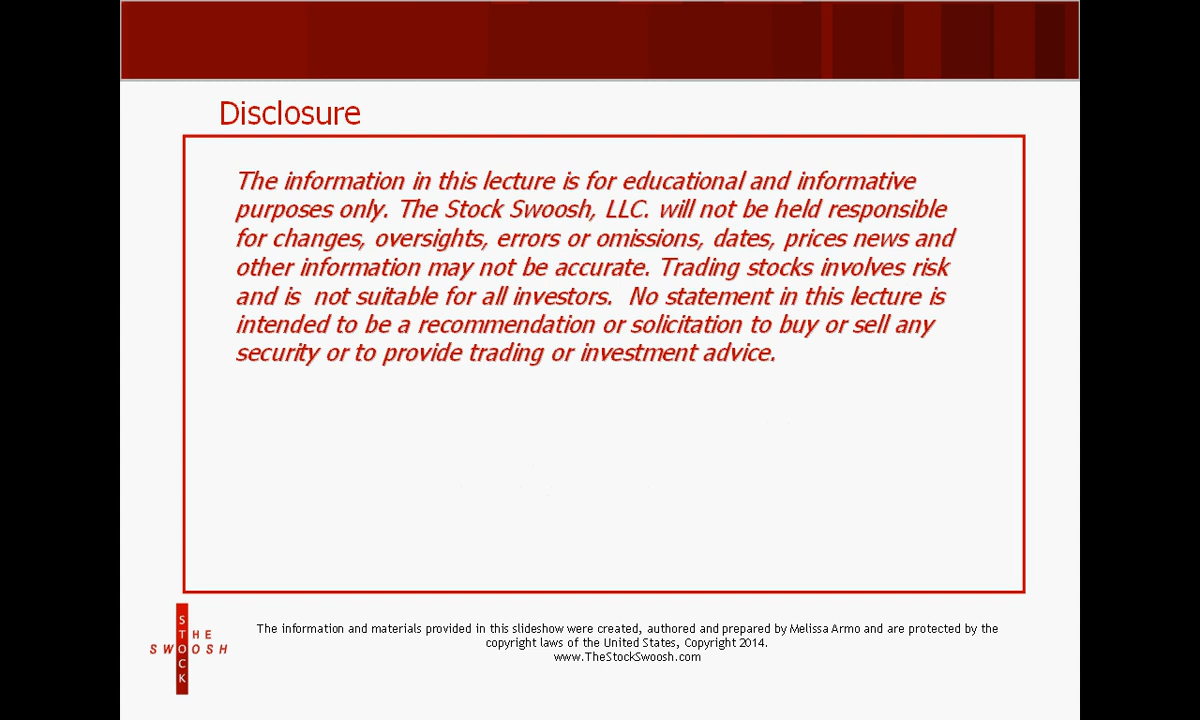 Disclosure
The information in this lecture is for educational and informative
purposes only. The Stock Swoosh, LLC. will not be held responsible
for changes, oversights, errors or omissions, dates, prices news and
other information may not be accurate. Trading stocks involves risk
and is  not suitable for all investors.  No statement in this lecture is
intended to be a recommendation or solicitation to buy or sell any
security or to provide trading or investment advice.
THE
STOCK
SWOOSH
The information and materials provided in this slideshow were created, authored and prepared by Melissa Armo and are protected by the
copyright laws of the United States, Copyright 2014.
www.TheStockSwoosh.com